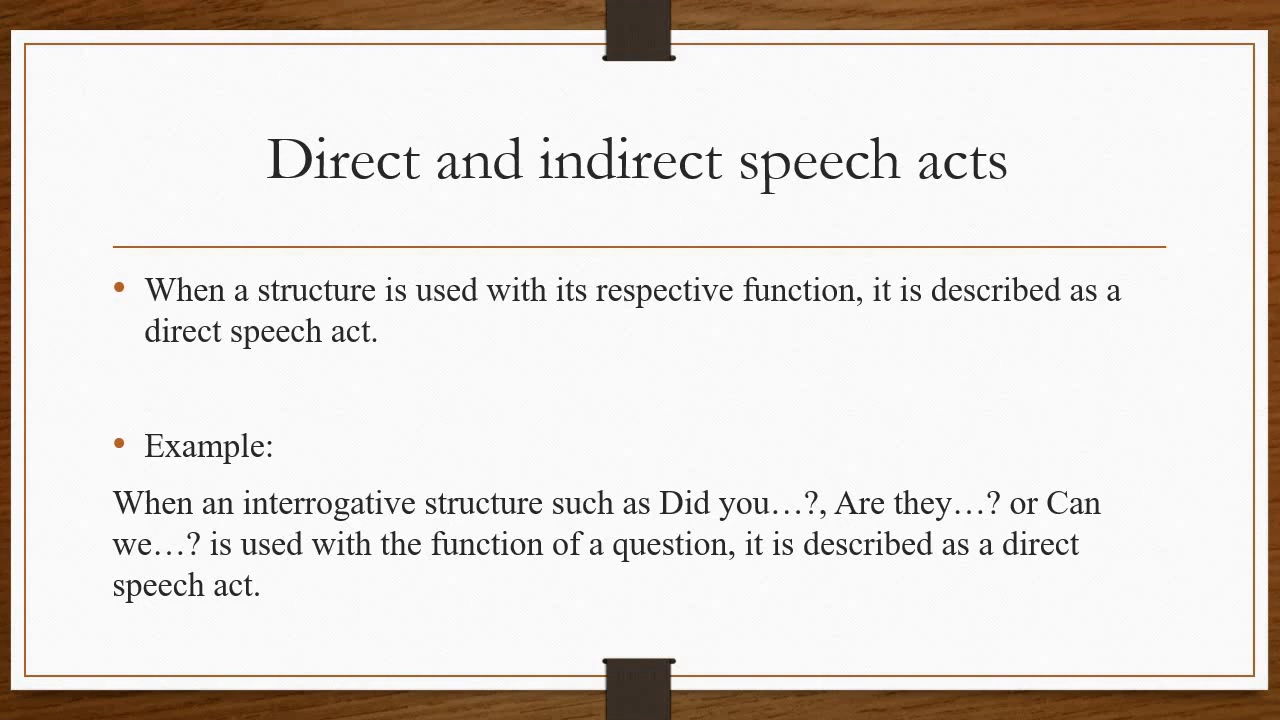 Direct and indirect speech acts
• When a structure is used with its respective function, it is described as a
direct speech act.
• Example:
When an interrogative structure such as Did you…?, Are they…? or Can
we…? is used with the function of a question, it is described as a direct
speech act.